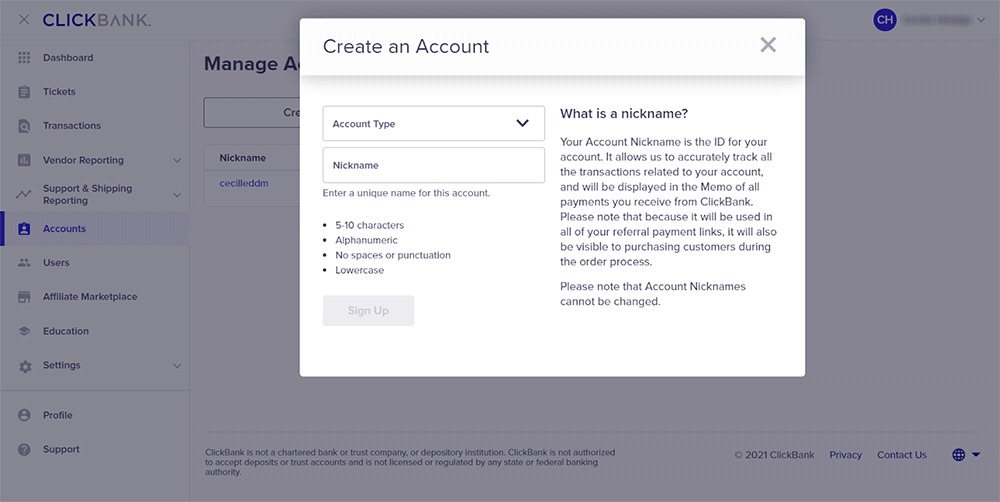 CLICKBANK.
CH
Dashboard
Tickets
Transactions
Vendor Reporting
Support & Shipping
Reporting
Accounts
Users
Affiliate Marketplace
Education
Settings
Profile
Support
Manage A
Cre
Nickname
cecilleddm
Create an Account
Account Type
Nickname
Enter a unique name for this account.
• 5-10 characters
• Alphanumeric
• No spaces or punctuation
• Lowercase
Sign Up
What is a nickname?
Your Account Nickname is the ID for your
account. It allows us to accurately track all
the transactions related to your account,
and will be displayed in the Memo of all
payments you receive from ClickBank.
Please note that because it will be used in
all of your referral payment links, it will also
be visible to purchasing customers during
the order process.
Please note that Account Nicknames
cannot be changed.
ClickBank is not a chartered bank or trust company, or depository institution. ClickBank is not authorized
to accept deposits or trust accounts and is not licensed or regulated by any state or federal banking
authority.
© 2021 ClickBank
Privacy
Contact Us